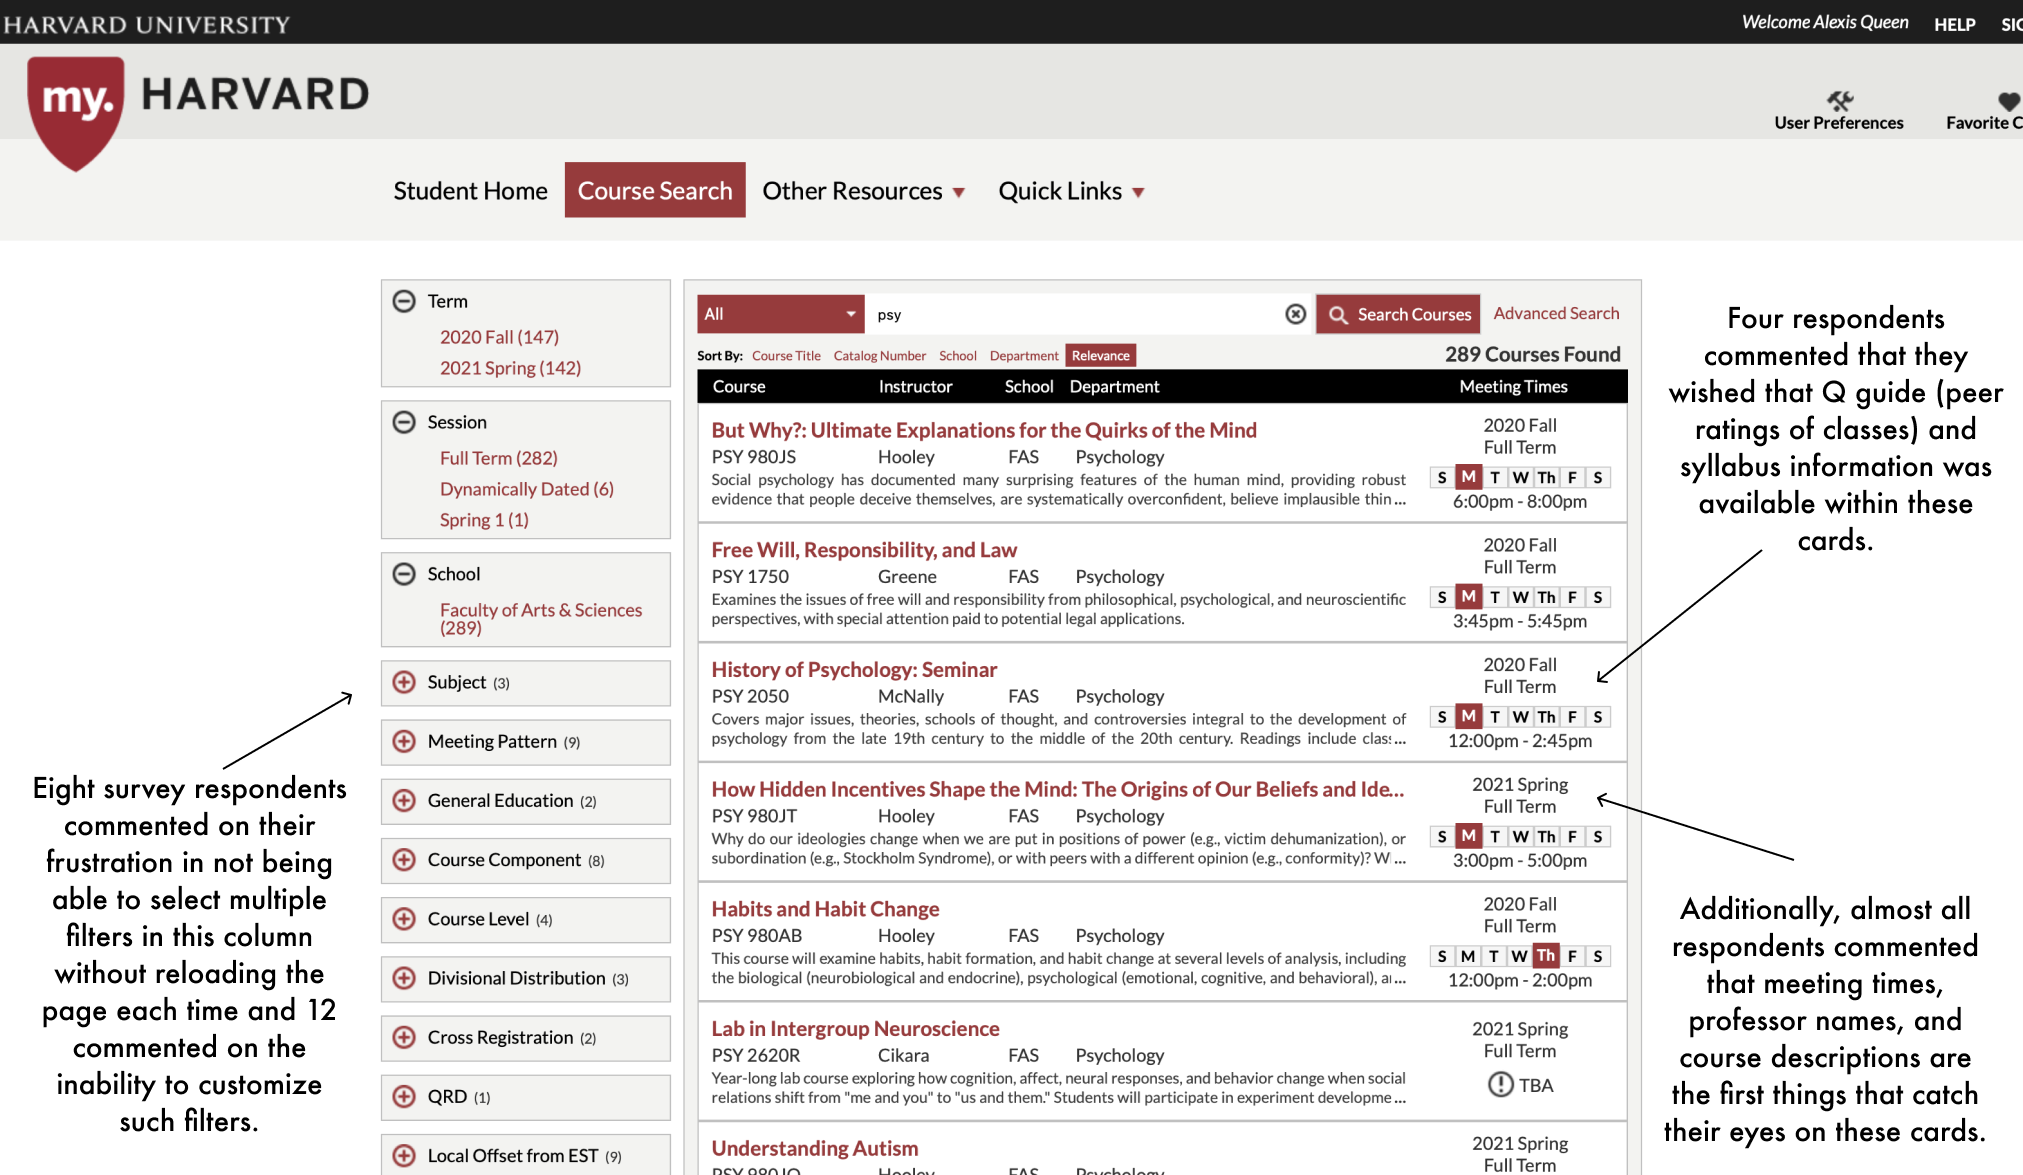 HARVARD UNIVERSITY
Welcome Alexis Queen HELP
my. HARVARD
User Preferences Favorite
Student Home Course Search Other Resources Quick Links
Term
2020 Fall (147)
2021 Spring (142)
Session
Full Term (282)
Dynamically Dated (6)
Spring 1 (1)
School
Faculty of Arts & Sciences
(289)
Subject (3)
Meeting Pattern (9)
General Education (2)
Course Component (8)
Course Level (4)
Divisional Distribution (3)
Cross Registration (2)
QRD (1)
Local Offset from EST (9)
All psy Search Courses Advanced Search
Sort By: Course Title Catalog Number School Department Relevance 289 Courses Found
Course Instructor School Department Meeting Times
But Why?: Ultimate Explanations for the Quirks of the Mind
PSY 980JS Hooley FAS Psychology
Social psychology has documented many surprising features of the human mind, providing robust
evidence that people deceive themselves, are systematically overconfident, believe implausible thin ...
2020 Fall
Full Term
S M T W Th F S
6:00pm - 8:00pm
Free Will, Responsibility, and Law
PSY 1750 Greene FAS Psychology
Examines the issues of free will and responsibility from philosophical, psychological, and neuroscientific
perspectives, with special attention paid to potential legal applications.
2020 Fall
Full Term
S M T W Th F S
3:45pm - 5:45pm
History of Psychology: Seminar
PSY 2050 McNally FAS Psychology
Covers major issues, theories, schools of thought, and controversies integral to the development of
psychology from the late 19th century to the middle of the 20th century. Readings include clas ...
2020 Fall
Full Term
S M T W Th F S
12:00pm - 2:45pm
How Hidden Incentives Shape the Mind: The Origins of Our Beliefs and Ide...
PSY 980JT Hooley FAS Psychology
Why do our ideologies change when we are put in positions of power (e.g., victim dehumanization), or
subordination (e.g., Stockholm Syndrome), or with peers with a different opinion (e.g., conformity)? W ...
2021 Spring
Full Term
S M T W Th F S
3:00pm - 5:00pm
Habits and Habit Change
PSY 980AB Hooley FAS Psychology
This course will examine habits, habit formation, and habit change at several levels of analysis, including
the biological (neurobiological and endocrine), psychological (emotional, cognitive, and behavioral), a ...
2020 Fall
Full Term
S M T W Th F S
12:00pm - 2:00pm
Lab in Intergroup Neuroscience
PSY 2620R Cikara FAS Psychology
Year-long lab course exploring how cognition, affect, neural responses, and behavior change when social
relations shift from "me and you" to "us and them." Students will participate in experiment developme ...
2021 Spring
Full Term
TBA
Understanding Autism
PSY 980JQ Hooley FAS Psychology
2021 Spring
Full Term
Eight survey respondents
commented on their
frustration in not being
able to select multiple
filters in this column
without reloading the
page each time and 12
commented on the
inability to customize
such filters.
Four respondents
commented that they
wished that Q guide (peer
ratings of classes) and
syllabus information was
available within these
cards.
Additionally, almost all
respondents commented
that meeting times,
professor names, and
course descriptions are
the first things that catch
their eyes on these cards.